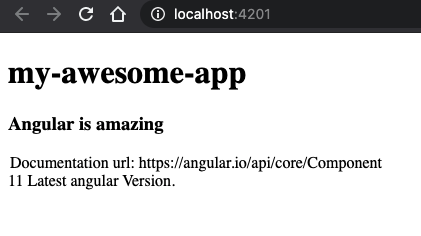 localhost:4201
my-awesome-app
Angular is amazing
Documentation url: https://angular.io/api/core/Component
11 Latest angular Version.